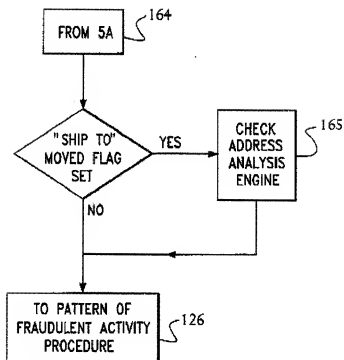 FROM 5A
164
"SHIP TO"
MOVED FLAG
SET
YES
CHECK
ADDRESS
ANALYSIS
ENGINE
165
NO
TO PATTERN OF
FRAUDULENT ACTIVITY
PROCEDURE
126